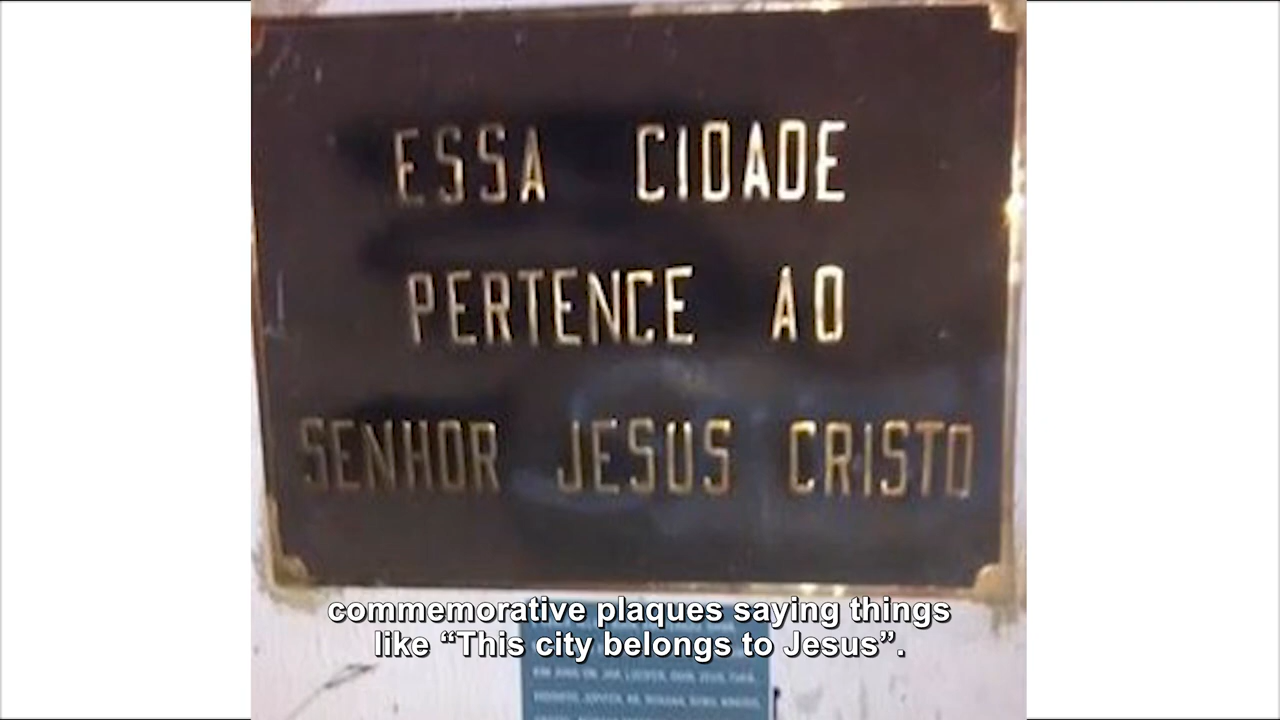 ESSA CIDADE
PERTENCE AO
SENHOR JESUS CRISTO
commemorative plaques saying things
like “This city belongs to Jesus”.